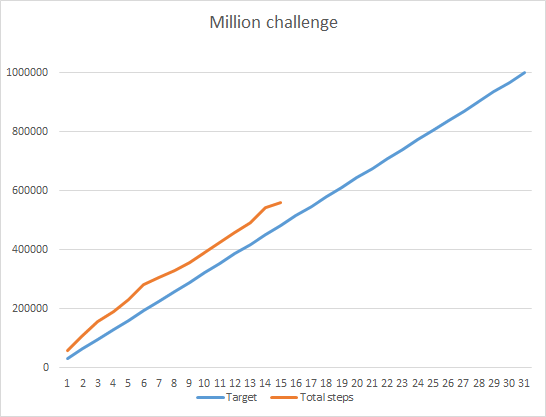 Million challenge
1000000
800000
600000
400000
200000
0
1 2 3 4 5 6 7 8 9 10 11 12 13 14 15 16 17 18 19 20 21 22 23 24 25 26 27 28 29 30 31
Target Total steps